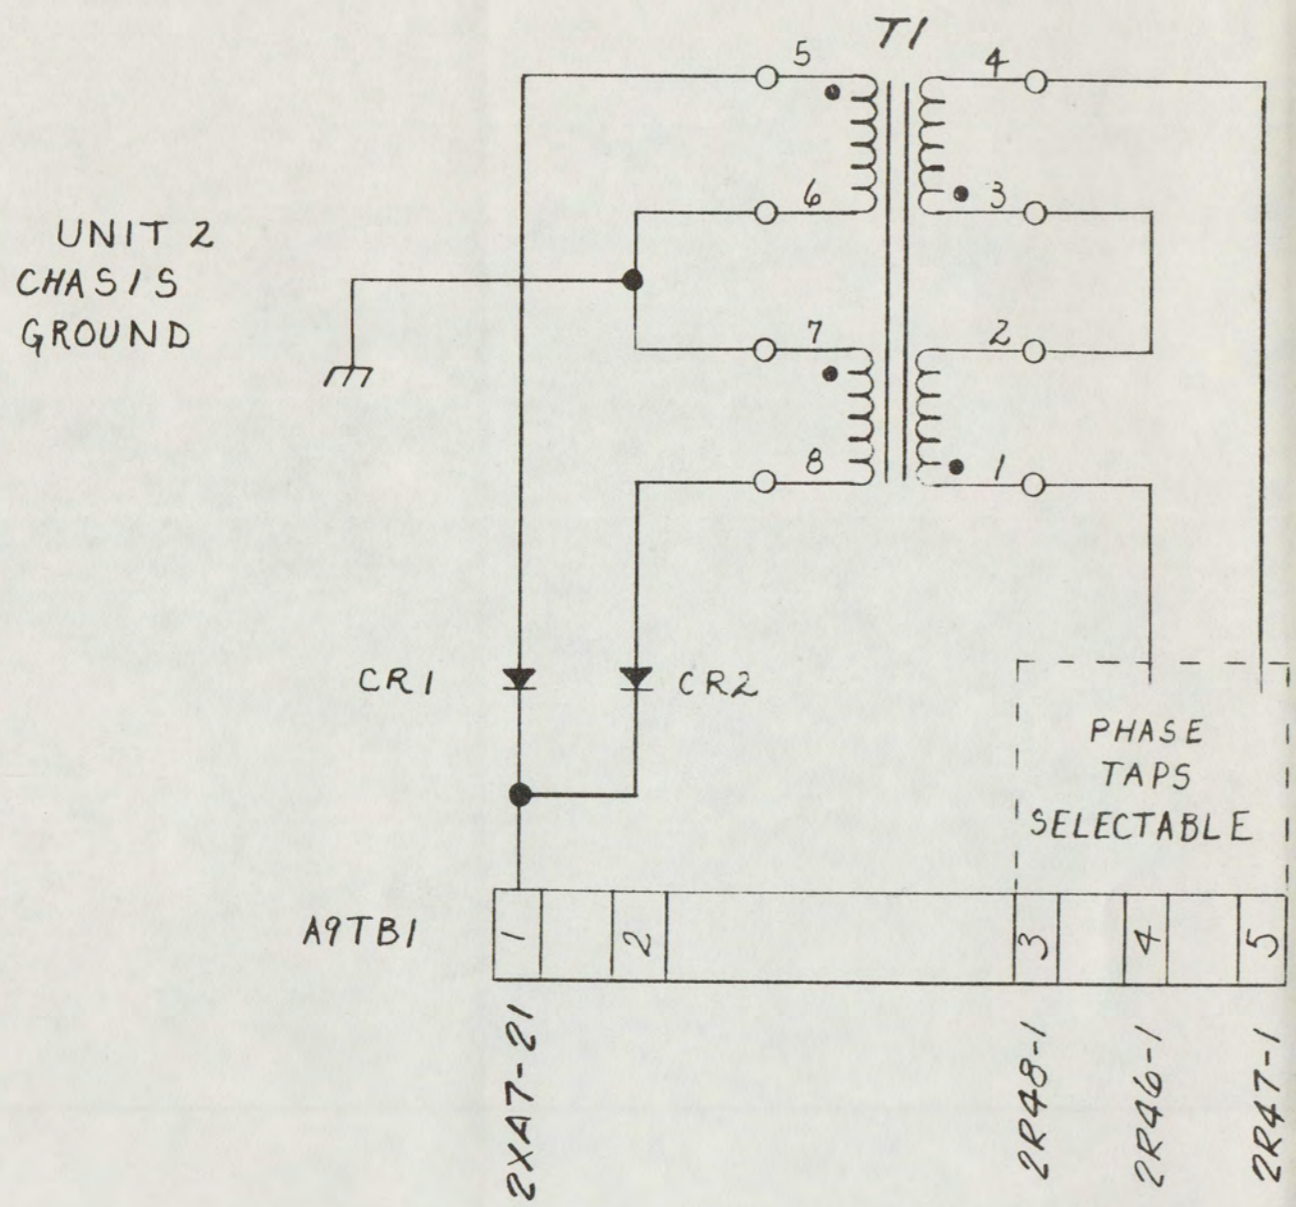 T1
5
4
6
3
UNIT 2
CHASIS
GROUND
7
2
8
1
CR1
CR2
PHASE
TAPS
SELECTABLE
A9TB1
1
2
3
4
5
2XA7-21
2R48-1
2R46-1
2R47-1